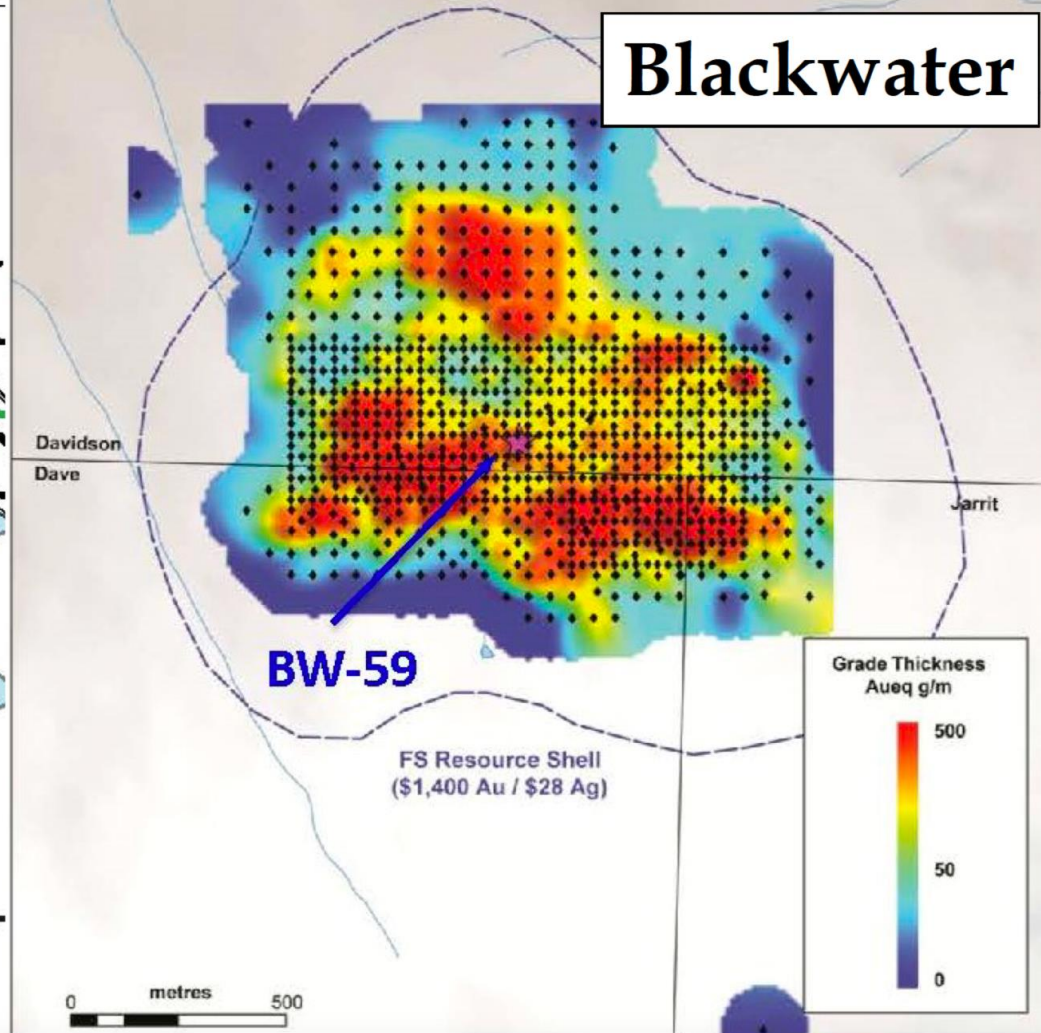 Blackwater
Davidson
Dave
Jarrit
BW-59
FS Resource Shell
($1,400 Au / $28 Ag)
Grade Thickness
Aueq g/m
500
50
0
metres
0 500